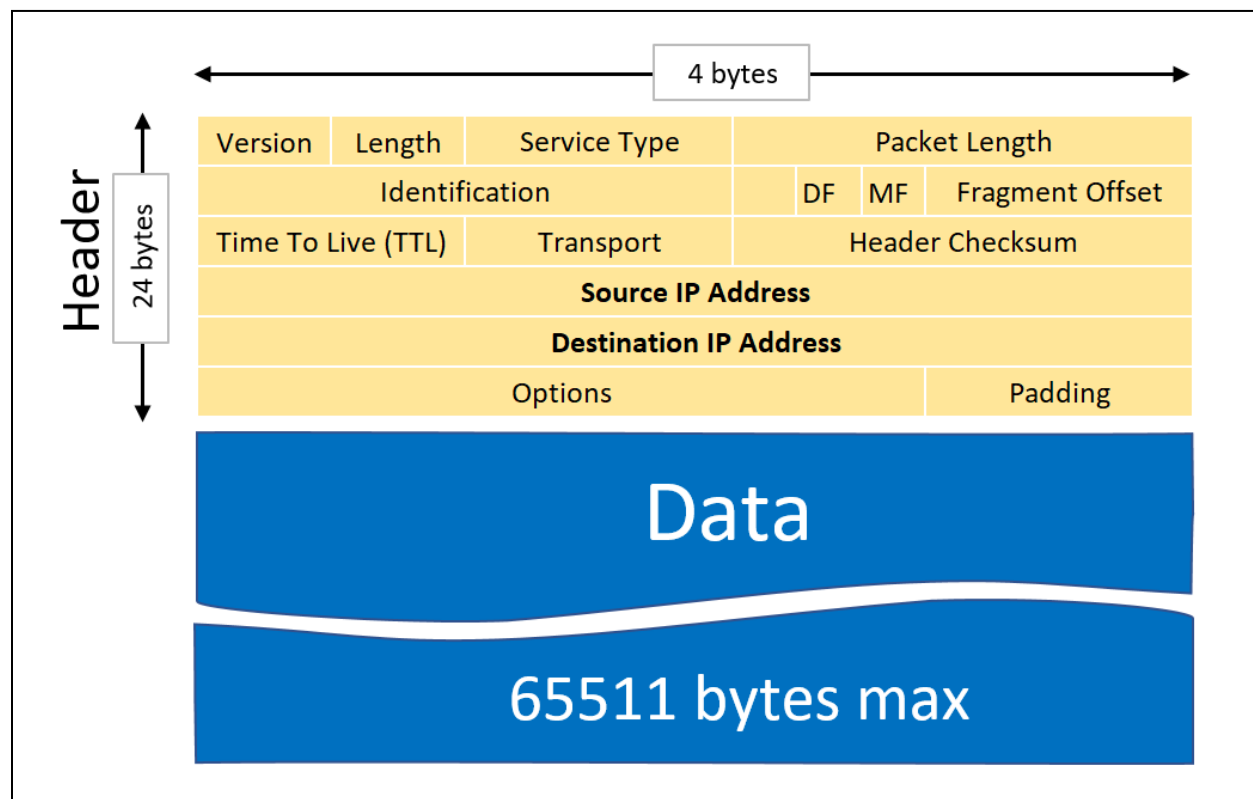 4 bytes
Header
24 bytes
Version Length Service Type Packet Length
Identification DF MF Fragment Offset
Time To Live (TTL) Transport Header Checksum
Source IP Address
Destination IP Address
Options Padding
Data
65511 bytes max